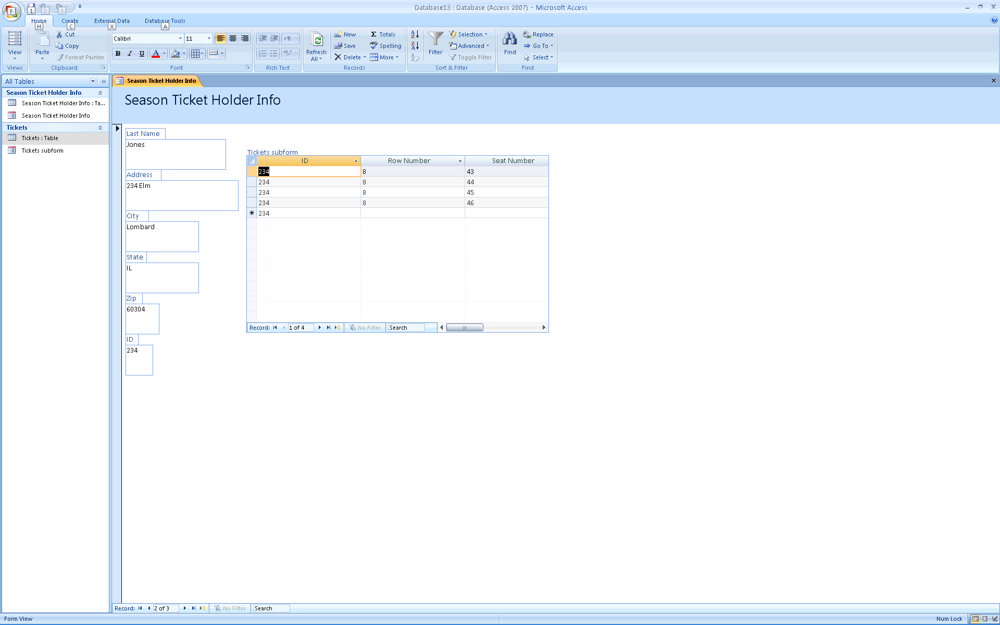 Database13 : Database (Access 2007) - Microsoft Access
F 1 2 3
Home Create External Data Database Tools
H C X A
View
Views
Paste
Cut
Copy
Format Painter
Clipboard
Calibri 11
B I U A
Font
ab
Rich Text
Refresh
All
New
Save
Delete
Σ Totals
ABC Spelling
More
Records
A
Z
Z
A
Filter
Selection
Advanced
Toggle Filter
Sort & Filter
Find
Replace
Go To
Select
Find
All Tables «
Season Ticket Holder Info
Season Ticket Holder Info : Ta...
Season Ticket Holder Info
Tickets
Tickets : Table
Tickets subform
Season Ticket Holder Info
Season Ticket Holder Info
Last Name
Jones
Address
234 Elm
City
Lombard
State
IL
Zip
60304
ID
234
Tickets subform
ID Row Number Seat Number
234 8 43
234 8 44
234 8 45
234 8 46
* 234
Record: 1 of 4 No Filter Search
Record: 2 of 3 No Filter Search
Form View Num Lock